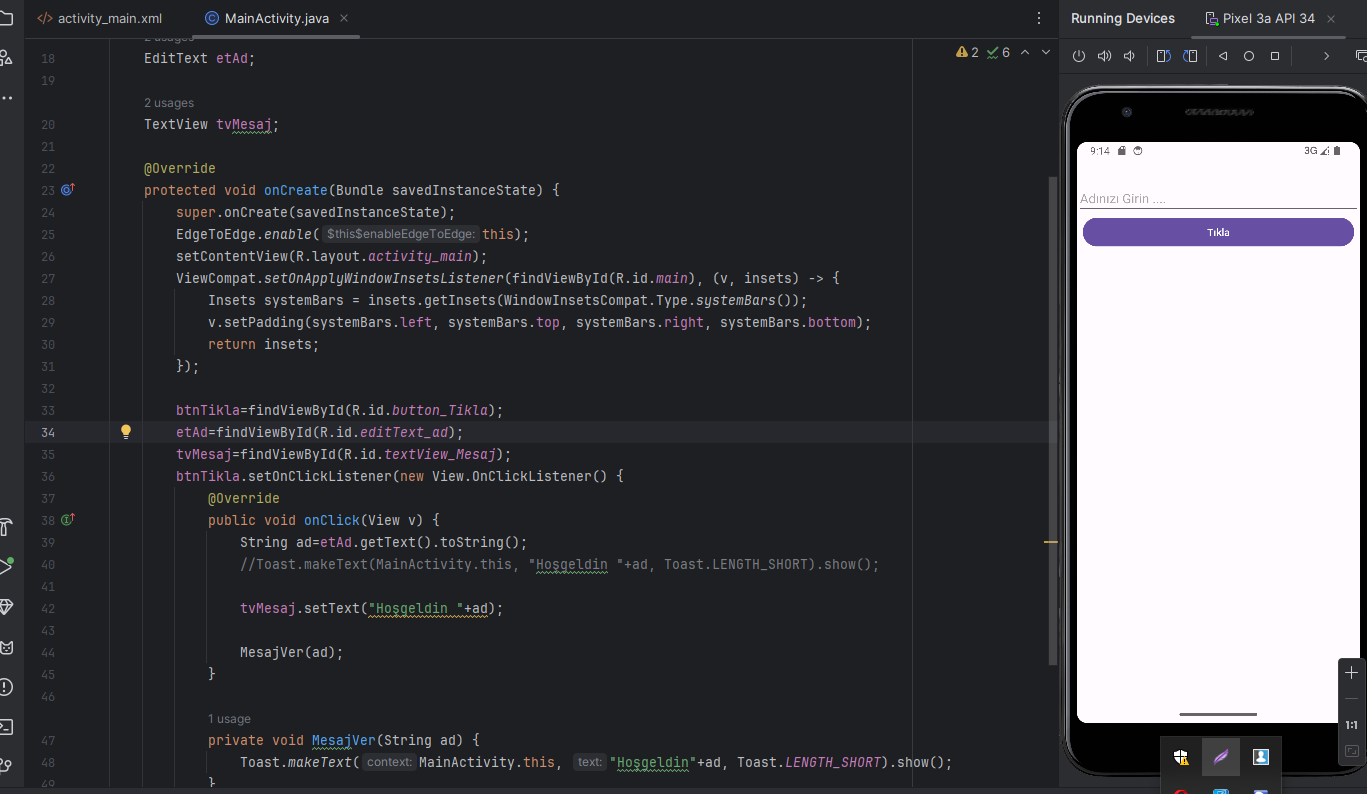 activity_main.xml
MainActivity.java
Running Devices
Pixel 3a API 34
2 usages
2
6
18 EditText etAd;
19
2 usages
20 TextView tvMesaj;
21
22 @Override
23 protected void onCreate(Bundle savedInstanceState) {
24 super.onCreate(savedInstanceState);
25 EdgeToEdge.enable( $this$enableEdgeToEdge: this);
26 setContentView(R.layout.activity_main);
27 ViewCompat.setOnApplyWindowInsetsListener(findViewById(R.id.main), (v, insets) -> {
28 Insets systemBars = insets.getInsets(WindowInsetsCompat.Type.systemBars());
29 v.setPadding(systemBars.left, systemBars.top, systemBars.right, systemBars.bottom);
30 return insets;
31 });
32
33 btnTikla=findViewById(R.id.button_Tikla);
34 etAd=findViewById(R.id.editText_ad);
35 tvMesaj=findViewById(R.id.textView_Mesaj);
36 btnTikla.setOnClickListener(new View.OnClickListener() {
37 @Override
38 public void onClick(View v) {
39 String ad=etAd.getText().toString();
40 //Toast.makeText(MainActivity.this, "Hoşgeldin "+ad, Toast.LENGTH_SHORT).show();
41
42 tvMesaj.setText("Hoşgeldin "+ad);
43
44 MesajVer(ad);
45 }
46
1 usage
47 private void MesajVer(String ad) {
48 Toast.makeText( context: MainActivity.this, text: "Hoşgeldin"+ad, Toast.LENGTH_SHORT).show();
49 }
9:14
3G
Adınızı Girin ....
Tıkla
1:1